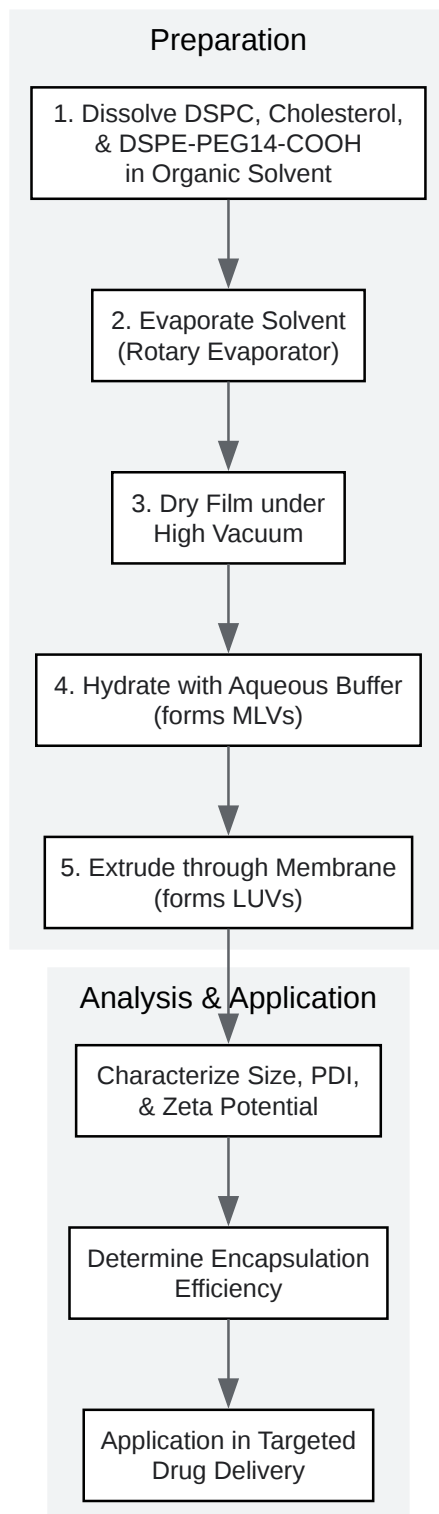 Preparation
1. Dissolve DSPC, Cholesterol,
& DSPE-PEG14-COOH
in Organic Solvent
2. Evaporate Solvent
(Rotary Evaporator)
3. Dry Film under
High Vacuum
4. Hydrate with Aqueous Buffer
(forms MLVs)
5. Extrude through Membrane
(forms LUVs)
Analysis & Application
Characterize Size, PDI,
& Zeta Potential
Determine Encapsulation
Efficiency
Application in Targeted
Drug Delivery